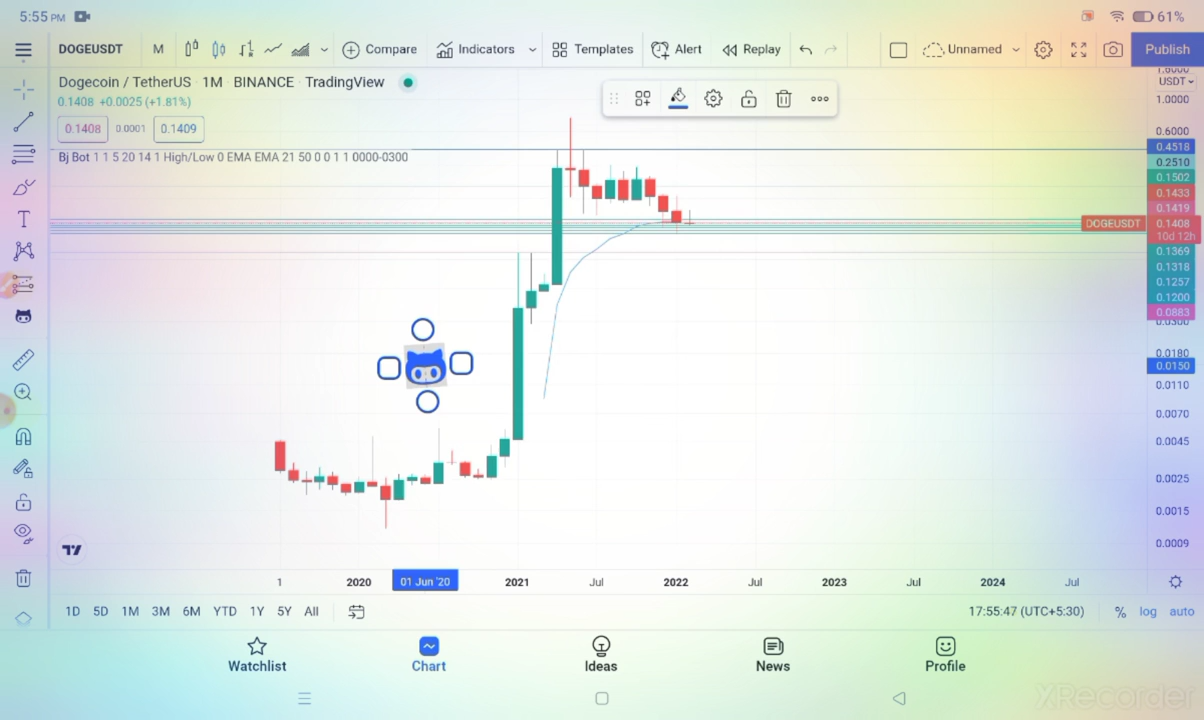 5:55 PM 61%
DOGEUSDT M Compare Indicators Templates Alert Replay Unnamed Publish
Dogecoin / TetherUS · 1M · BINANCE · TradingView
0.1408 +0.0025 (+1.81%)
0.1408 0.0001 0.1409
Bj Bot 1 1 5 20 14 1 High/Low 0 EMA EMA 21 50 0 0 1 1 0000-0300
1.6000
USDT
1.0000
0.6000
0.4518
0.2510
0.1502
0.1433
0.1419
DOGEUSDT 0.1408
10d 12h
0.1369
0.1318
0.1257
0.1200
0.0883
0.0300
0.0180
0.0150
0.0110
0.0070
0.0045
0.0025
0.0015
0.0009
1 2020 01 Jun '20 2021 Jul 2022 Jul 2023 Jul 2024 Jul
1D 5D 1M 3M 6M YTD 1Y 5Y All 17:55:47 (UTC+5:30) % log auto
Watchlist Chart Ideas News Profile
XRecorder